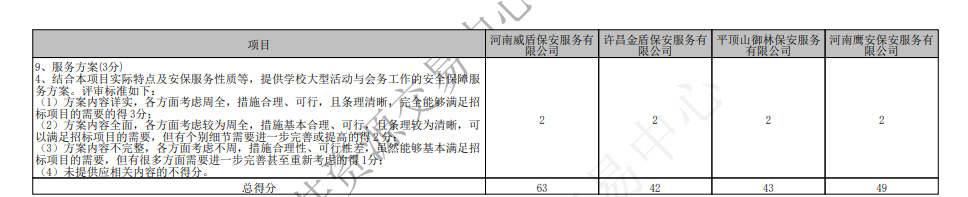 项目 河南威盾保安服务有限公司 许昌金盾保安服务有限公司 平顶山御林保安服务有限公司 河南鹰安保安服务有限公司
9、服务方案(3分)
4、结合本项目实际特点及安保服务性质等，提供学校大型活动与会务工作的安全保障服
务方案。评审标准如下：
（1）方案内容详实，各方面考虑周全，措施合理、可行，且条理清晰，完全能够满足招
标项目的需要的得3分；
（2）方案内容全面，各方面考虑较为周全，措施基本合理、可行，且条理较为清晰，可
以满足招标项目的需要，但有个别细节需要进一步完善或提高的得2分；
（3）方案内容不完整，各方面考虑不周，措施合理性、可行性差，虽然能够基本满足招
标项目的需要，但有很多方面需要进一步完善甚至重新考虑的得1分；
（4）未提供应相关内容的不得分。
2 2 2 2
总得分 63 42 43 49
资源交易中心
易中心